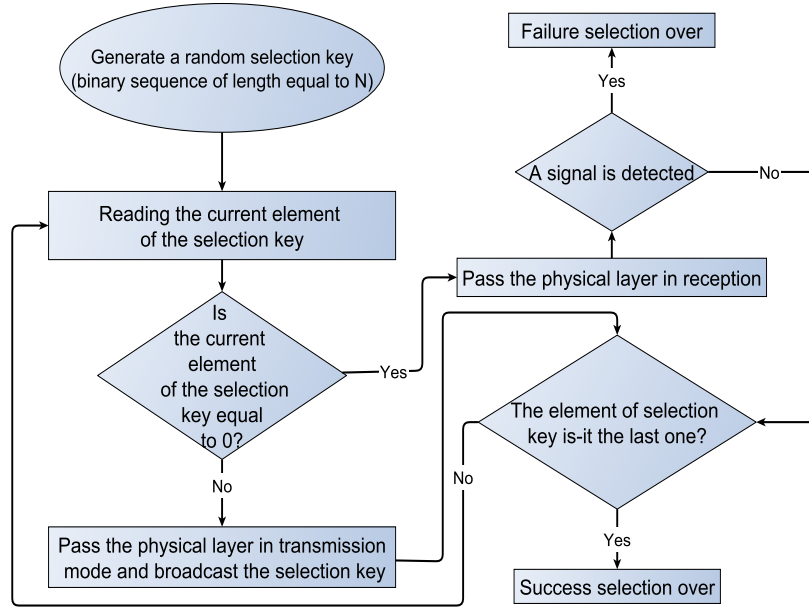 Generate a random selection key
(binary sequence of length equal to N)
Reading the current element
of the selection key
Is
the current
element
of the selection
key equal
to 0?
Yes
No
Pass the physical layer in transmission
mode and broadcast the selection key
Failure selection over
Yes
A signal is detected
No
Pass the physical layer in reception
The element of selection
key is-it the last one?
No
Yes
Success selection over